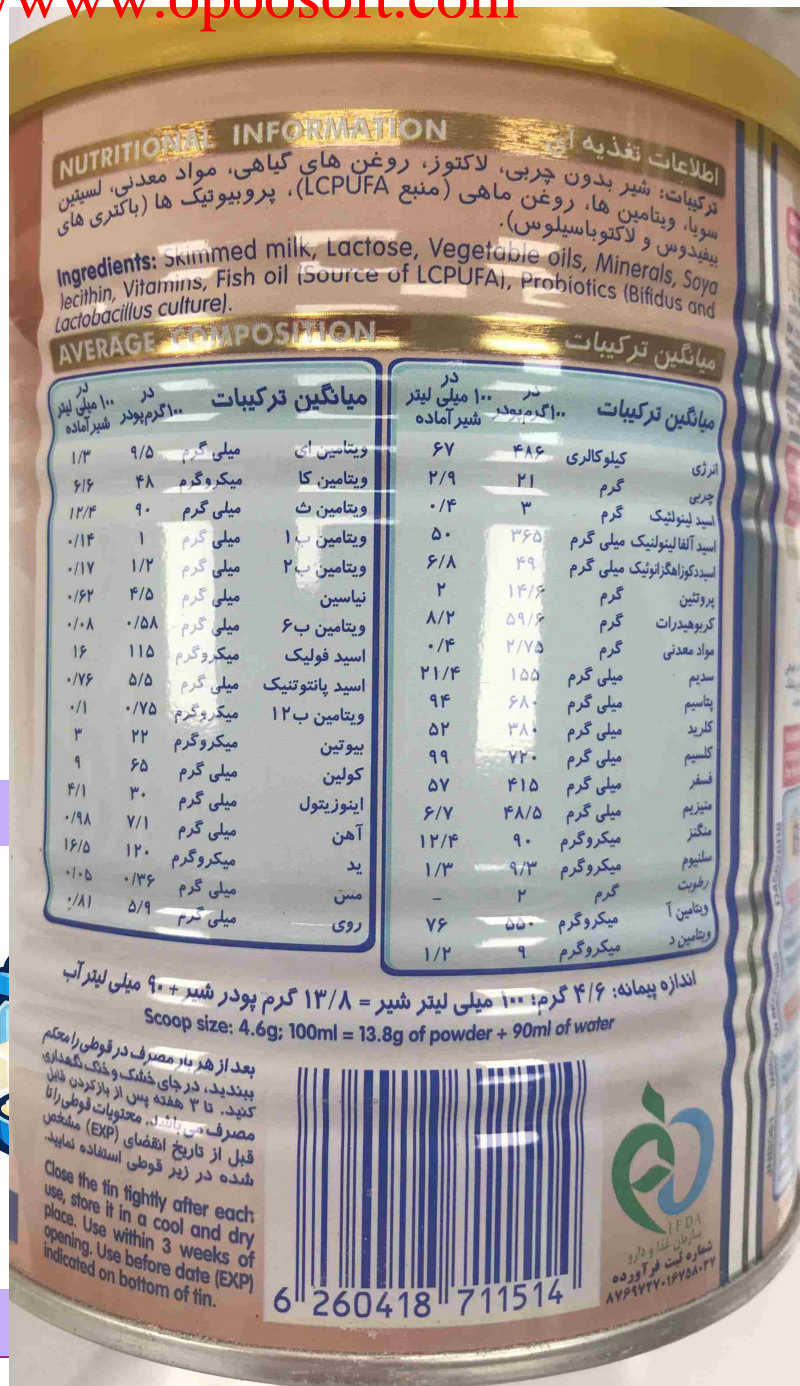 www.opoosoft.com
NUTRITIONAL INFORMATION
اطلاعات تغذیه ای
ترکیبات: شیر بدون چربی، لاکتوز، روغن های گیاهی، مواد معدنی، لسیتین
سویا، ویتامین ها، روغن ماهی (منبع LCPUFA)، پروبیوتیک ها (باکتری های
بیفیدوس و لاکتوباسیلوس).
Ingredients: Skimmed milk, Lactose, Vegetable oils, Minerals, Soya
lecithin, Vitamins, Fish oil (Source of LCPUFA), Probiotics (Bifidus and
Lactobacillus culture).
AVERAGE COMPOSITION
میانگین ترکیبات
میانگین ترکیبات در ۱۰۰گرم پودر در ۱۰۰ میلی لیتر شیر آماده
انرژی کیلوکالری ۴۸۶ ۶۷
چربی گرم ۲۱ ۲/۹
اسید لینولئیک گرم ۳ ۰/۴
اسید آلفا لینولنیک میلی گرم ۳۶۵ ۵۰
اسید دکوزاهگزانوئیک میلی گرم ۴۹ ۶/۸
پروتئین گرم ۱۴/۶ ۲
کربوهیدرات گرم ۵۹/۶ ۸/۲
مواد معدنی گرم ۲/۷۵ ۰/۴
سدیم میلی گرم ۱۵۵ ۲۱/۴
پتاسیم میلی گرم ۶۸۰ ۹۴
کلرید میلی گرم ۳۸۰ ۵۲
کلسیم میلی گرم ۷۲۰ ۹۹
فسفر میلی گرم ۴۱۵ ۵۷
منیزیم میلی گرم ۴۸/۵ ۶/۷
منگنز میکروگرم ۹۰ ۱۲/۴
سلنیوم میکروگرم ۹/۳ ۱/۳
رطوبت گرم ۲ –
ویتامین آ میکروگرم ۵۵۰ ۷۶
ویتامین د میکروگرم ۹ ۱/۲
میانگین ترکیبات در ۱۰۰گرم پودر در ۱۰۰ میلی لیتر شیر آماده
ویتامین ای میلی گرم ۹/۵ ۱/۳
ویتامین کا میکروگرم ۴۸ ۶/۶
ویتامین ث میلی گرم ۹۰ ۱۲/۴
ویتامین ب۱ میلی گرم ۱ ۰/۱۴
ویتامین ب۲ میلی گرم ۱/۲ ۰/۱۷
نیاسین میلی گرم ۴/۵ ۰/۶۲
ویتامین ب۶ میلی گرم ۰/۵۸ ۰/۰۸
اسید فولیک میکروگرم ۱۱۵ ۱۶
اسید پانتوتنیک میلی گرم ۵/۵ ۰/۷۶
ویتامین ب۱۲ میکروگرم ۰/۷۵ ۰/۱
بیوتین میکروگرم ۲۲ ۳
کولین میلی گرم ۶۵ ۹
اینوزیتول میلی گرم ۳۰ ۴/۱
آهن میلی گرم ۷/۱ ۰/۹۸
ید میکروگرم ۱۲۰ ۱۶/۵
مس میلی گرم ۰/۳۶ ۰/۰۵
روی میلی گرم ۵/۹ ۰/۸۱
اندازه پیمانه: ۴/۶ گرم؛ ۱۰۰ میلی لیتر شیر = ۱۳/۸ گرم پودر شیر + ۹۰ میلی لیتر آب
Scoop size: 4.6g; 100ml = 13.8g of powder + 90ml of water
بعد از هر بار مصرف در قوطی را محکم
ببندید، در جای خشک و خنک نگهداری
کنید. تا ۳ هفته پس از بازکردن قابل
مصرف می باشد. محتویات قوطی را تا
قبل از تاریخ انقضای (EXP) مشخص
شده در زیر قوطی استفاده نمایید.
Close the tin tightly after each
use, store it in a cool and dry
place. Use within 3 weeks of
opening. Use before date (EXP)
indicated on bottom of tin.
6 260418 711514
IFDA
سازمان غذا و دارو
شماره ثبت فرآورده
۸۷۶۹۷۲۷۰۱۶۷۵۸۰۳۷